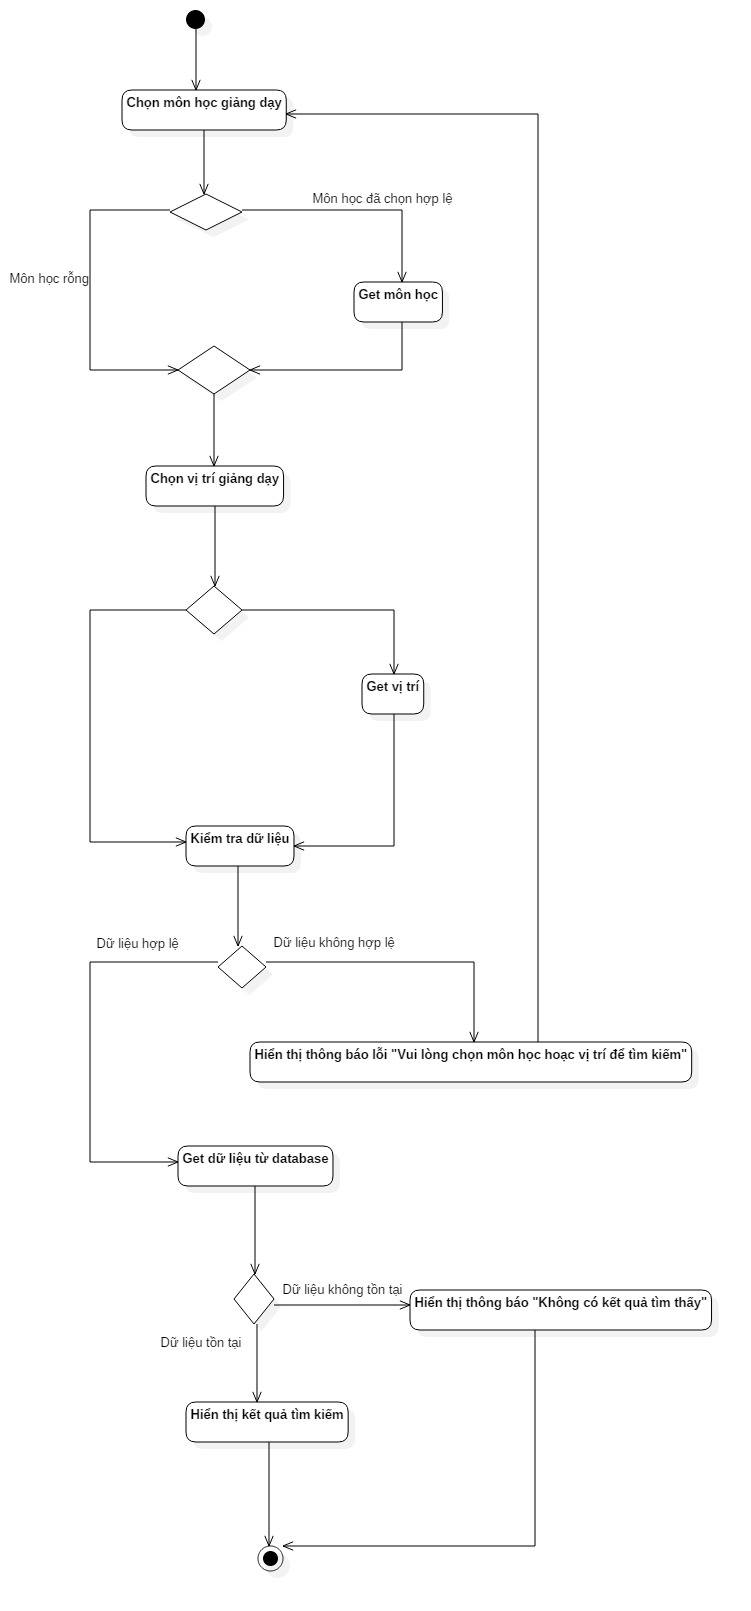 Chọn môn học giảng dạy
Môn học đã chọn hợp lệ
Môn học rỗng
Get môn học
Chọn vị trí giảng dạy
Get vị trí
Kiểm tra dữ liệu
Dữ liệu hợp lệ
Dữ liệu không hợp lệ
Hiển thị thông báo lỗi "Vui lòng chọn môn học hoạc vị trí để tìm kiếm"
Get dữ liệu từ database
Dữ liệu không tồn tại
Hiển thị thông báo "Không có kết quả tìm thấy"
Dữ liệu tồn tại
Hiển thị kết quả tìm kiếm